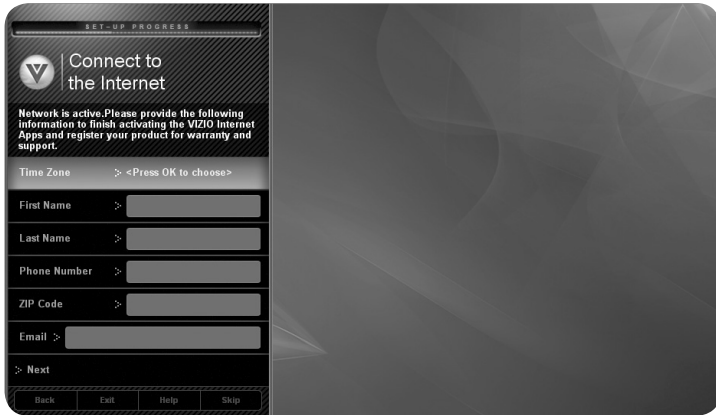 SET-UP PROGRESS
Connect to
the Internet
Network is active.Please provide the following
information to finish activating the VIZIO Internet
Apps and register your product for warranty and
support.
Time Zone :> <Press OK to choose>
First Name :>
Last Name :>
Phone Number :>
ZIP Code :>
Email :>
:> Next
Back Exit Help Skip